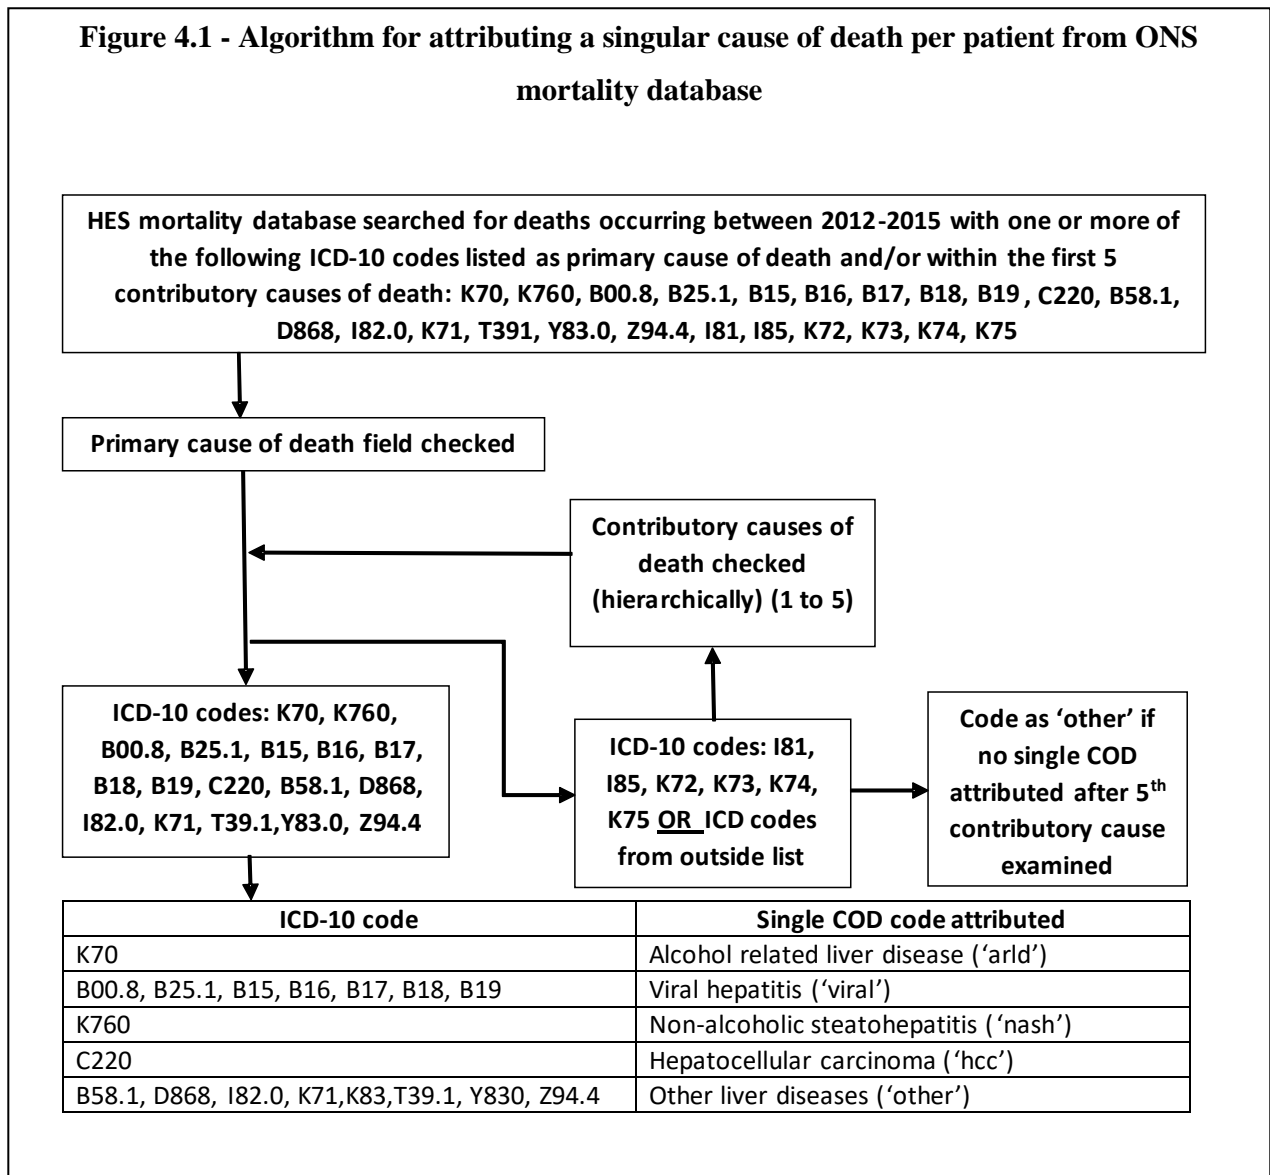 Figure 4.1 - Algorithm for attributing a singular cause of death per patient from ONS
mortality database
HES mortality database searched for deaths occurring between 2012-2015 with one or more of
the following ICD-10 codes listed as primary cause of death and/or within the first 5
contributory causes of death: K70, K760, B00.8, B25.1, B15, B16, B17, B18, B19 , C220, B58.1,
D868, I82.0, K71, T391, Y83.0, Z94.4, I81, I85, K72, K73, K74, K75
Primary cause of death field checked
Contributory causes of
death checked
(hierarchically) (1 to 5)
ICD-10 codes: K70, K760,
B00.8, B25.1, B15, B16, B17,
B18, B19, C220, B58.1, D868,
I82.0, K71, T39.1,Y83.0, Z94.4
ICD-10 codes: I81,
I85, K72, K73, K74,
K75 OR ICD codes
from outside list
Code as ‘other’ if
no single COD
attributed after 5th
contributory cause
examined
ICD-10 code Single COD code attributed
K70 Alcohol related liver disease (‘arld’)
B00.8, B25.1, B15, B16, B17, B18, B19 Viral hepatitis (‘viral’)
K760 Non-alcoholic steatohepatitis (‘nash’)
C220 Hepatocellular carcinoma (‘hcc’)
B58.1, D868, I82.0, K71,K83,T39.1, Y830, Z94.4 Other liver diseases (‘other’)